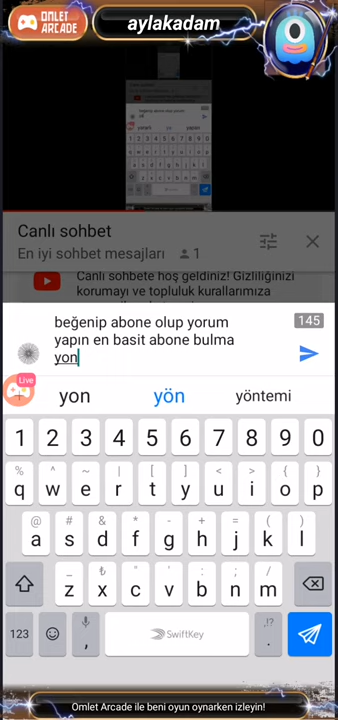 OMLET ARCADE
aylakadam
Canlı sohbet
En iyi sohbet mesajları 1
Canlı sohbete hoş geldiniz! Gizliliğinizi
korumayı ve topluluk kurallarımıza
beğenip abone olup yorum
yapın en basit abone bulma
yon
145
Live
yon yön yöntemi
1 2 3 4 5 6 7 8 9 0
q w e r t y u i o p
a s d f g h j k l
z x c v b n m
123 , SwiftKey .
Omlet Arcade ile beni oyun oynarken izleyin!